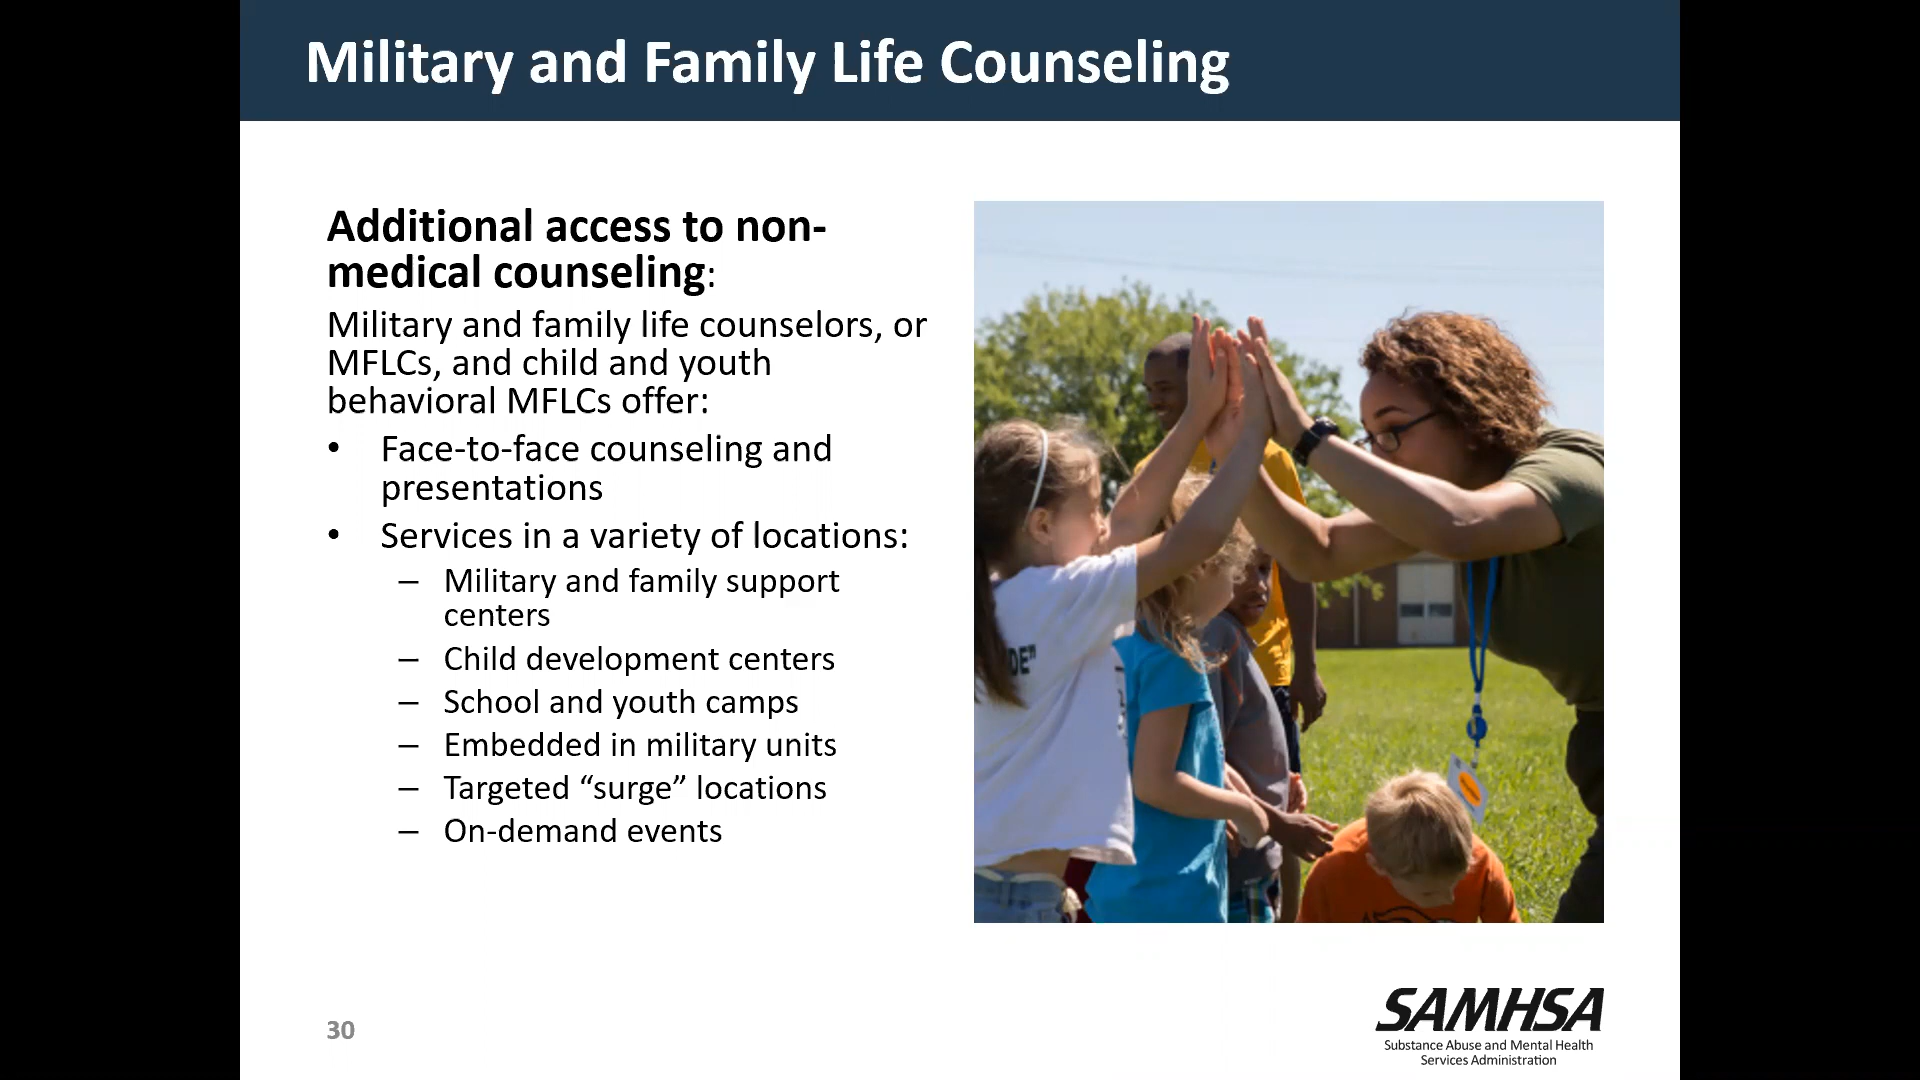 Military and Family Life Counseling
Additional access to non-
medical counseling:
Military and family life counselors, or
MFLCs, and child and youth
behavioral MFLCs offer:
• Face-to-face counseling and
presentations
• Services in a variety of locations:
– Military and family support
centers
– Child development centers
– School and youth camps
– Embedded in military units
– Targeted “surge” locations
– On-demand events
DE”
30
SAMHSA
Substance Abuse and Mental Health
Services Administration